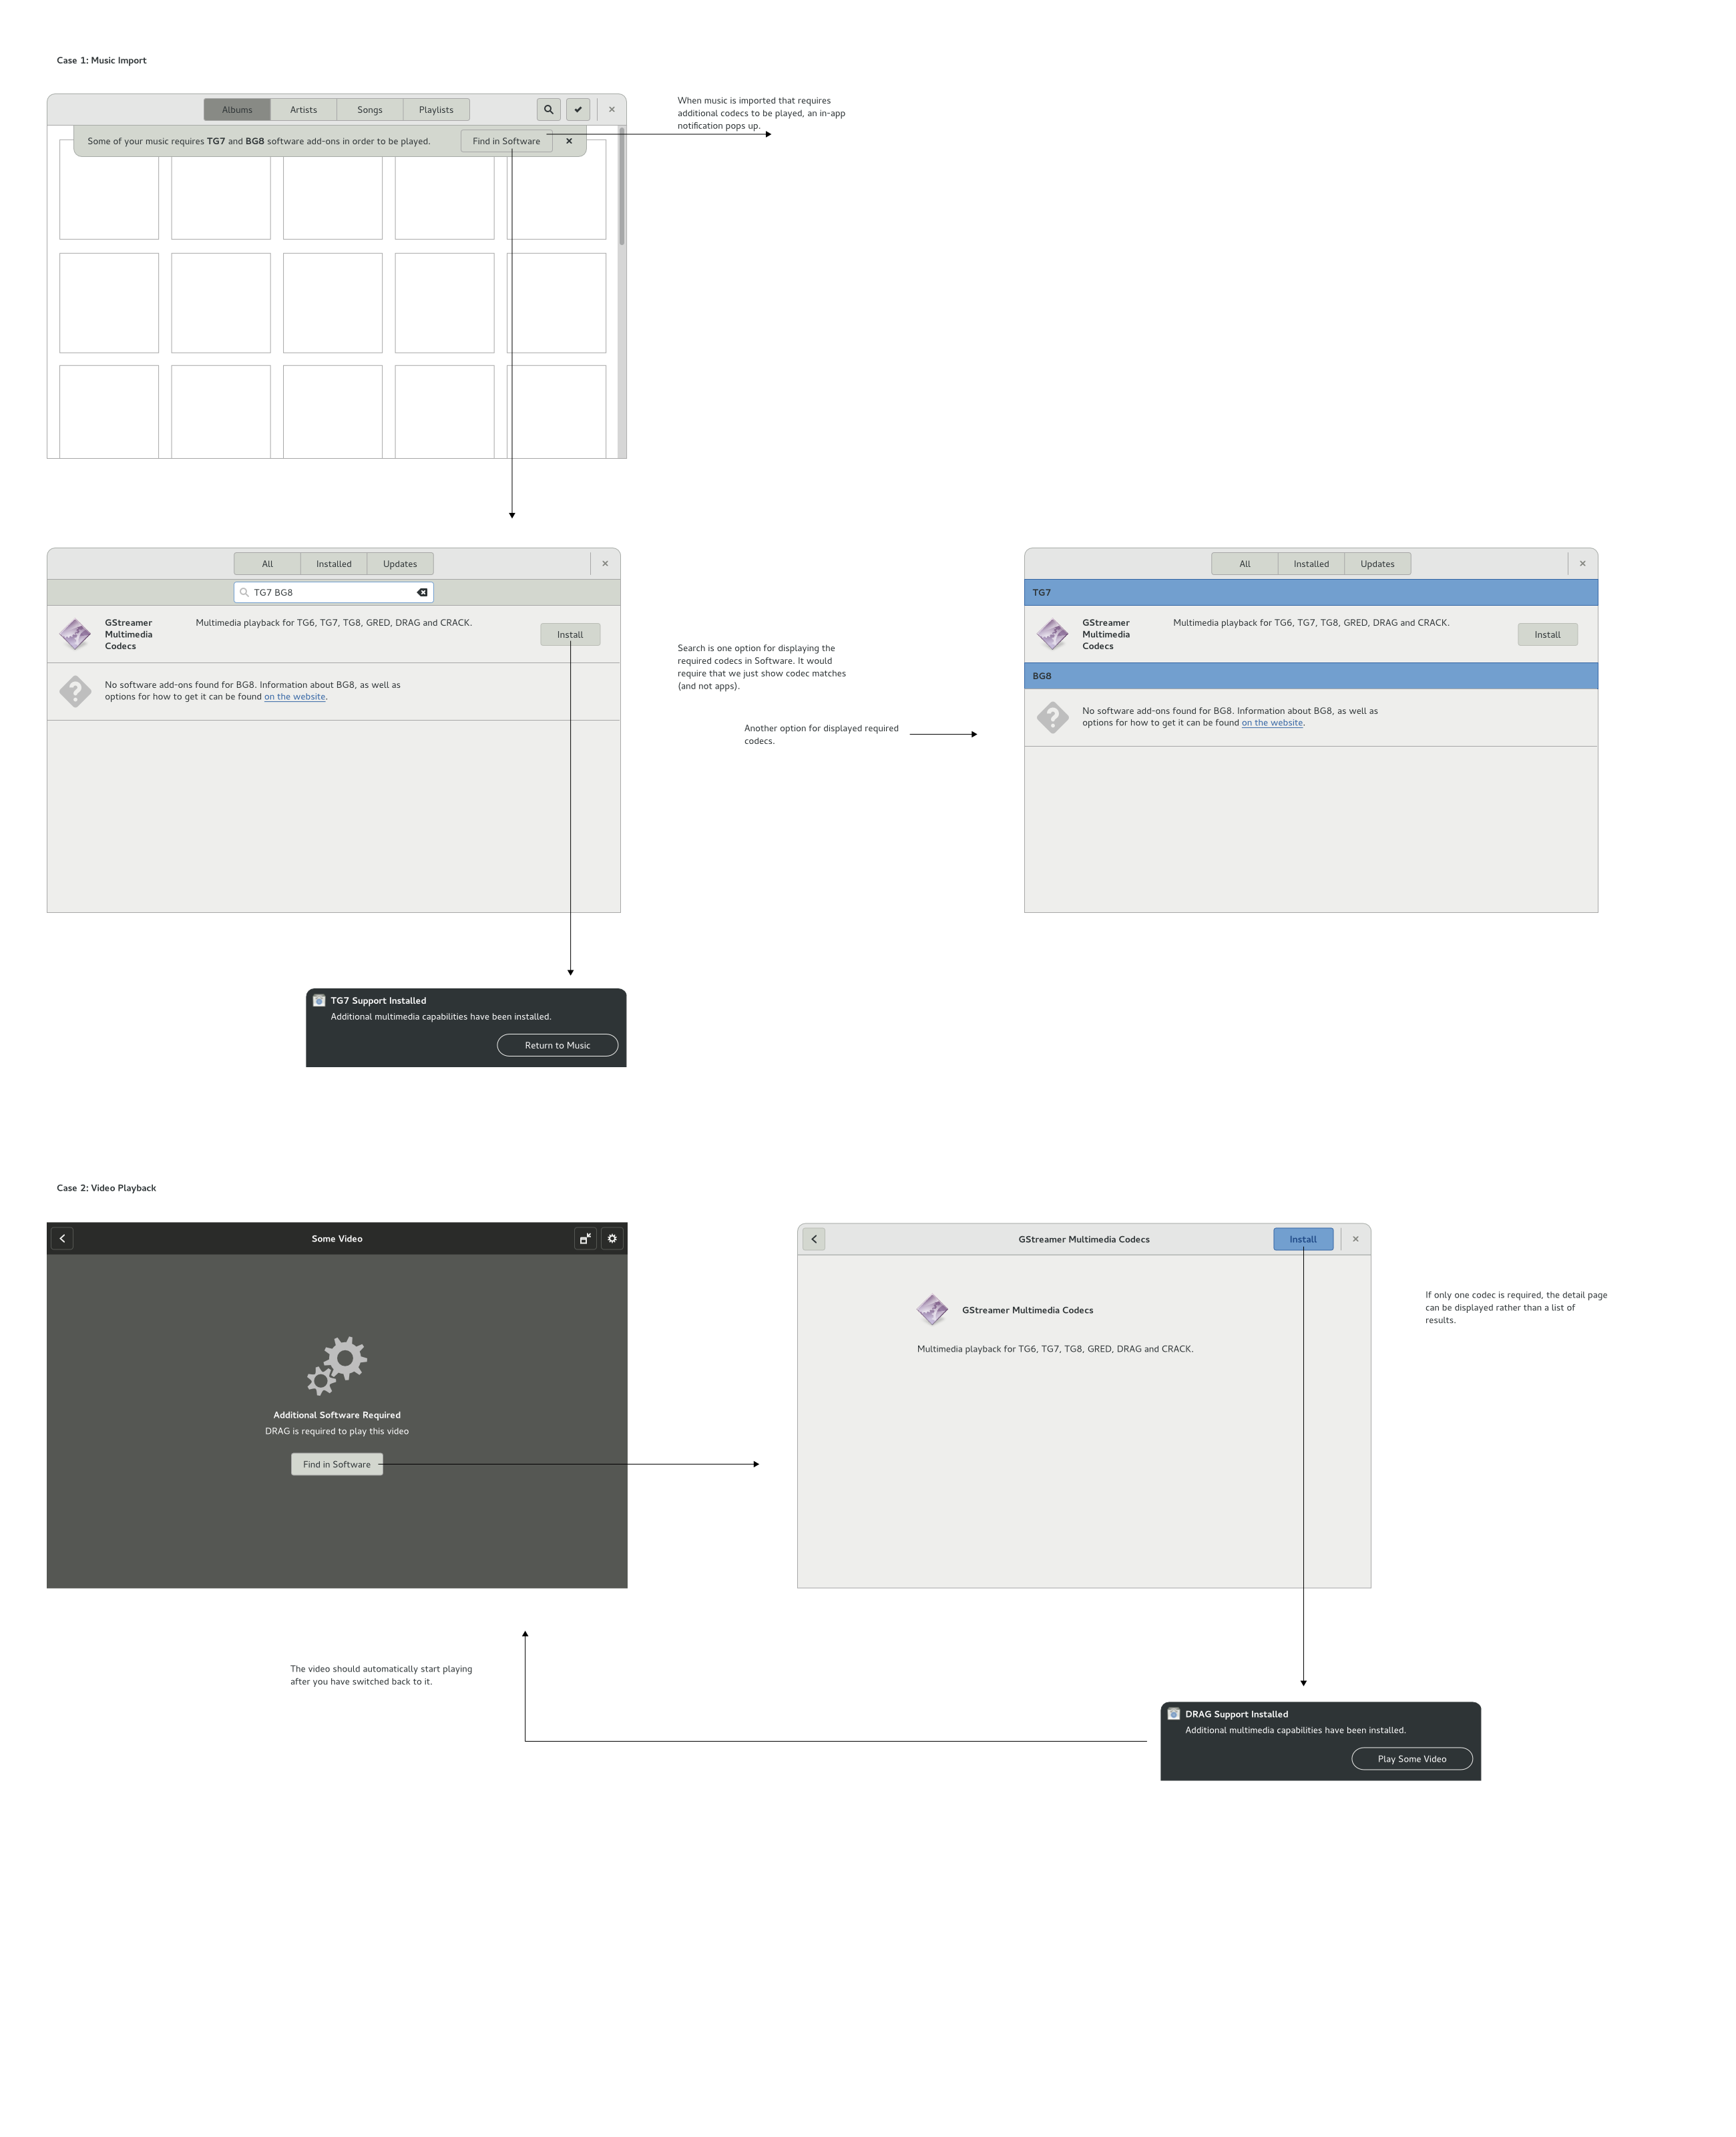 Case 1: Music Import
Albums Artists Songs Playlists
When music is imported that requires
additional codecs to be played, an in-app
notification pops up.
Some of your music requires TG7 and BG8 software add-ons in order to be played. Find in Software
All Installed Updates
TG7 BG8
GStreamer
Multimedia
Codecs
Multimedia playback for TG6, TG7, TG8, GRED, DRAG and CRACK.
Install
No software add-ons found for BG8. Information about BG8, as well as
options for how to get it can be found on the website.
Search is one option for displaying the
required codecs in Software. It would
require that we just show codec matches
(and not apps).
Another option for displayed required
codecs.
All Installed Updates
TG7
GStreamer
Multimedia
Codecs
Multimedia playback for TG6, TG7, TG8, GRED, DRAG and CRACK.
Install
BG8
No software add-ons found for BG8. Information about BG8, as well as
options for how to get it can be found on the website.
TG7 Support Installed
Additional multimedia capabilities have been installed.
Return to Music
Case 2: Video Playback
Some Video
Additional Software Required
DRAG is required to play this video
Find in Software
GStreamer Multimedia Codecs
Install
GStreamer Multimedia Codecs
Multimedia playback for TG6, TG7, TG8, GRED, DRAG and CRACK.
If only one codec is required, the detail page
can be displayed rather than a list of
results.
The video should automatically start playing
after you have switched back to it.
DRAG Support Installed
Additional multimedia capabilities have been installed.
Play Some Video